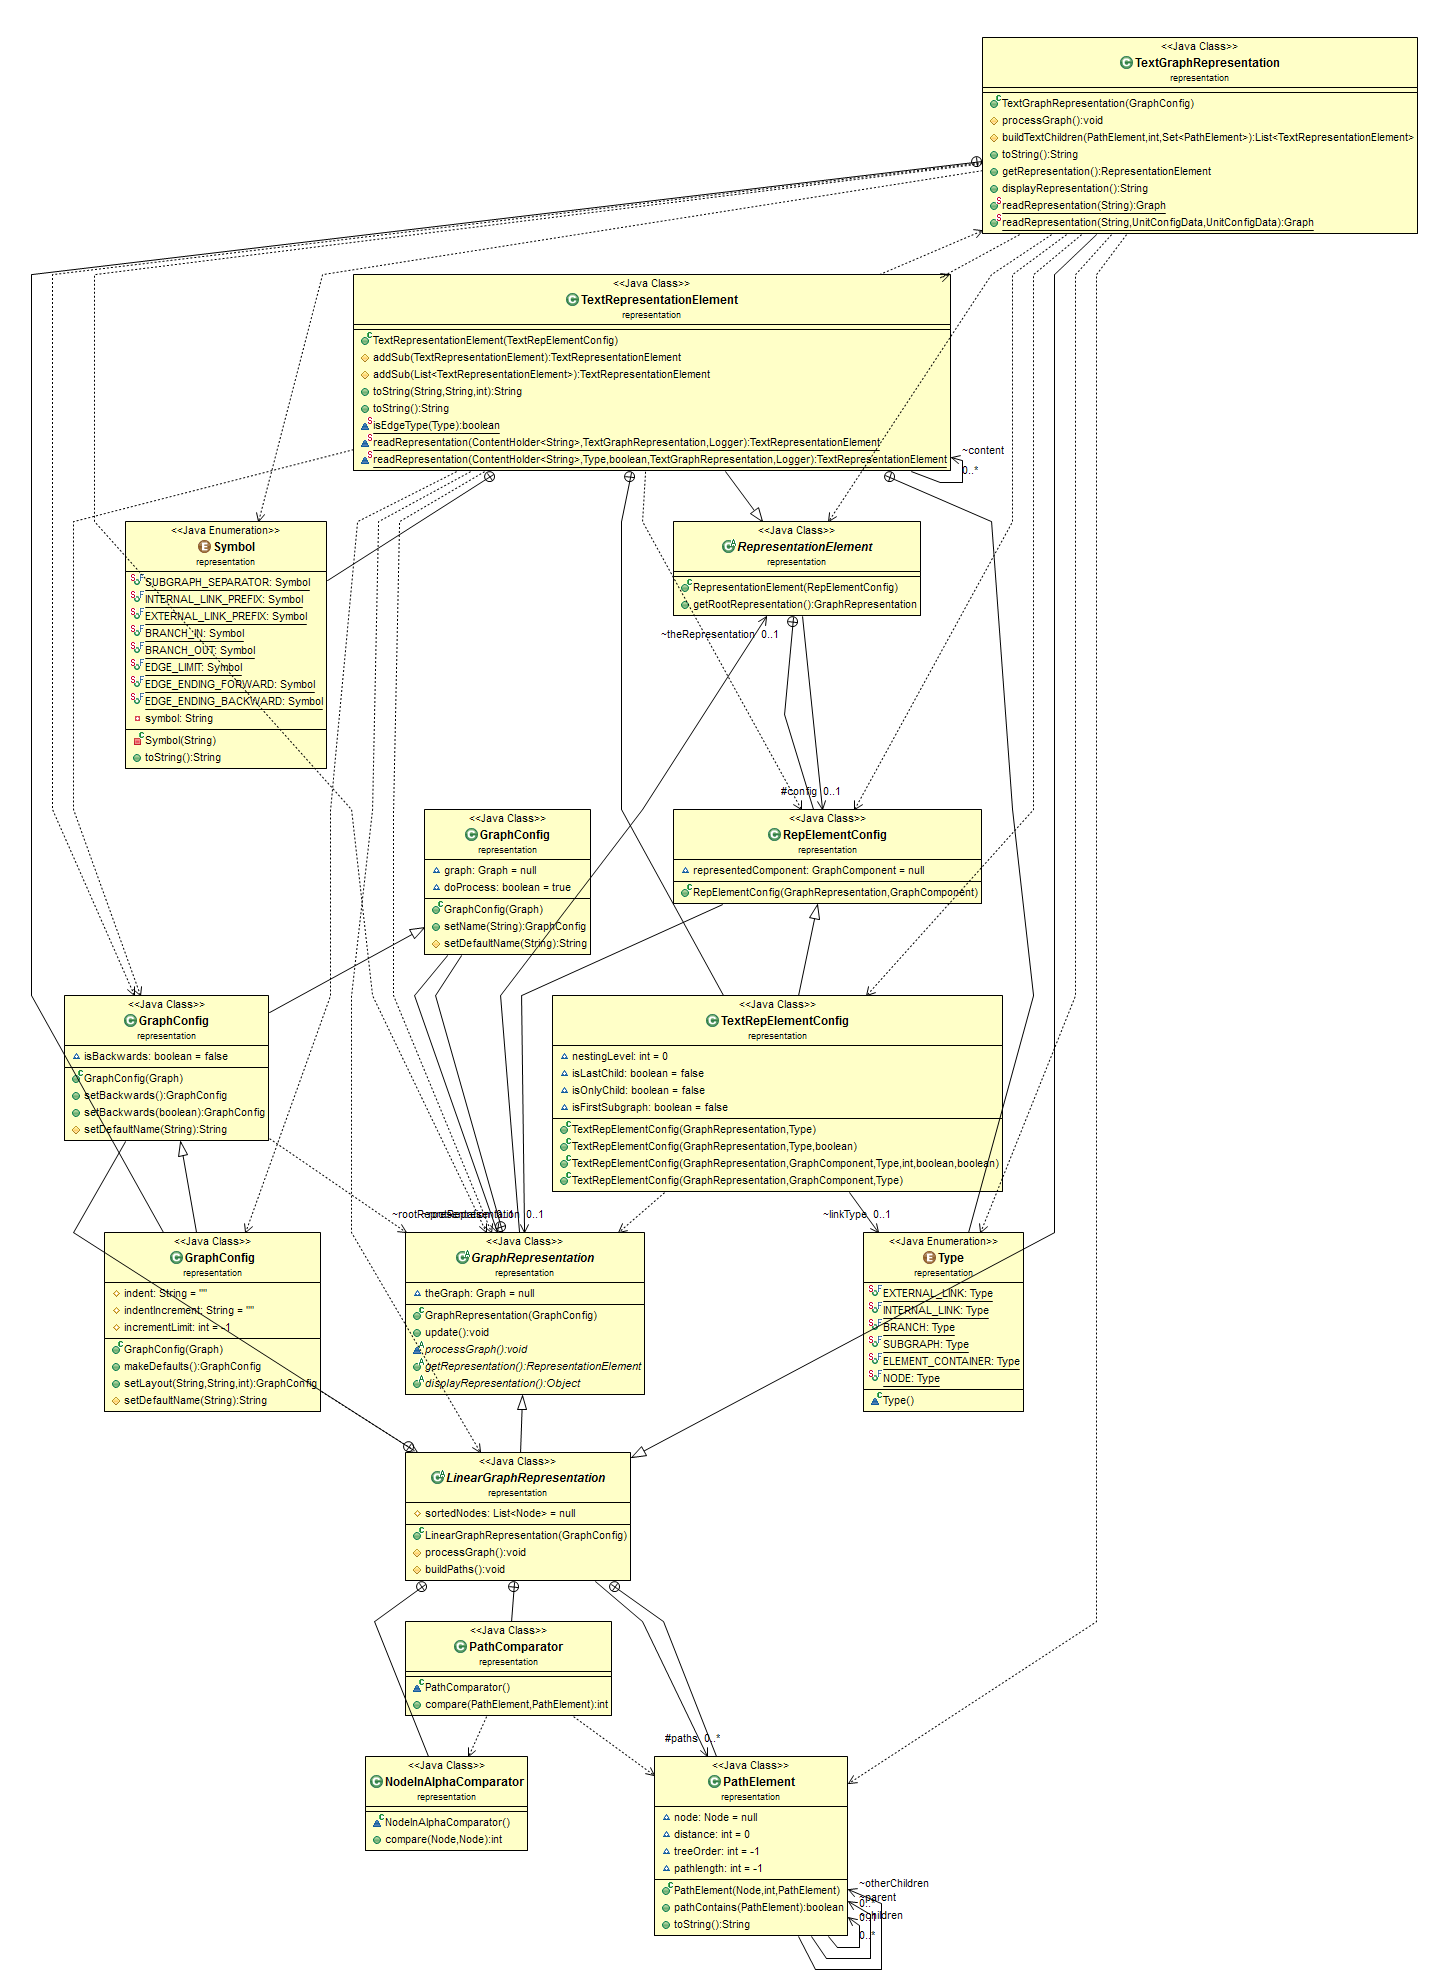 <<Java Class>>
TextGraphRepresentation
representation
TextGraphRepresentation(GraphConfig)
processGraph():void
buildTextChildren(PathElement,int,Set<PathElement>):List<TextRepresentationElement>
toString():String
getRepresentation():RepresentationElement
displayRepresentation():String
readRepresentation(String):Graph
readRepresentation(String,UnitConfigData,UnitConfigData):Graph
<<Java Class>>
TextRepresentationElement
representation
TextRepresentationElement(TextRepElementConfig)
addSub(TextRepresentationElement):TextRepresentationElement
addSub(List<TextRepresentationElement>):TextRepresentationElement
toString(String,String,int):String
toString():String
isEdgeType(Type):boolean
readRepresentation(ContentHolder<String>,TextGraphRepresentation,Logger):TextRepresentationElement
readRepresentation(ContentHolder<String>,Type,boolean,TextGraphRepresentation,Logger):TextRepresentationElement
~content
0..*
<<Java Enumeration>>
Symbol
representation
SUBGRAPH_SEPARATOR: Symbol
INTERNAL_LINK_PREFIX: Symbol
EXTERNAL_LINK_PREFIX: Symbol
BRANCH_IN: Symbol
BRANCH_OUT: Symbol
EDGE_LIMIT: Symbol
EDGE_ENDING_FORWARD: Symbol
EDGE_ENDING_BACKWARD: Symbol
symbol: String
Symbol(String)
toString():String
<<Java Class>>
RepresentationElement
representation
RepresentationElement(RepElementConfig)
getRootRepresentation():GraphRepresentation
~theRepresentation 0..1
#config 0..1
<<Java Class>>
GraphConfig
representation
graph: Graph = null
doProcess: boolean = true
GraphConfig(Graph)
setName(String):GraphConfig
setDefaultName(String):String
<<Java Class>>
RepElementConfig
representation
representedComponent: GraphComponent = null
RepElementConfig(GraphRepresentation,GraphComponent)
<<Java Class>>
GraphConfig
representation
isBackwards: boolean = false
GraphConfig(Graph)
setBackwards():GraphConfig
setBackwards(boolean):GraphConfig
setDefaultName(String):String
<<Java Class>>
TextRepElementConfig
representation
nestingLevel: int = 0
isLastChild: boolean = false
isOnlyChild: boolean = false
isFirstSubgraph: boolean = false
TextRepElementConfig(GraphRepresentation,Type)
TextRepElementConfig(GraphRepresentation,Type,boolean)
TextRepElementConfig(GraphRepresentation,GraphComponent,Type,int,boolean,boolean)
TextRepElementConfig(GraphRepresentation,GraphComponent,Type)
0..1
~linkType 0..1
<<Java Class>>
GraphConfig
representation
indent: String = ""
indentIncrement: String = ""
incrementLimit: int = -1
GraphConfig(Graph)
makeDefaults():GraphConfig
setLayout(String,String,int):GraphConfig
setDefaultName(String):String
<<Java Class>>
GraphRepresentation
representation
theGraph: Graph = null
GraphRepresentation(GraphConfig)
update():void
processGraph():void
getRepresentation():RepresentationElement
displayRepresentation():Object
<<Java Enumeration>>
Type
representation
EXTERNAL_LINK: Type
INTERNAL_LINK: Type
BRANCH: Type
SUBGRAPH: Type
ELEMENT_CONTAINER: Type
NODE: Type
Type()
<<Java Class>>
LinearGraphRepresentation
representation
sortedNodes: List<Node> = null
LinearGraphRepresentation(GraphConfig)
processGraph():void
buildPaths():void
<<Java Class>>
PathComparator
representation
PathComparator()
compare(PathElement,PathElement):int
#paths 0..*
<<Java Class>>
NodeInAlphaComparator
representation
NodeInAlphaComparator()
compare(Node,Node):int
<<Java Class>>
PathElement
representation
node: Node = null
distance: int = 0
treeOrder: int = -1
pathlength: int = -1
PathElement(Node,int,PathElement)
pathContains(PathElement):boolean
toString():String
~otherChildren
~parent
~children
0..*